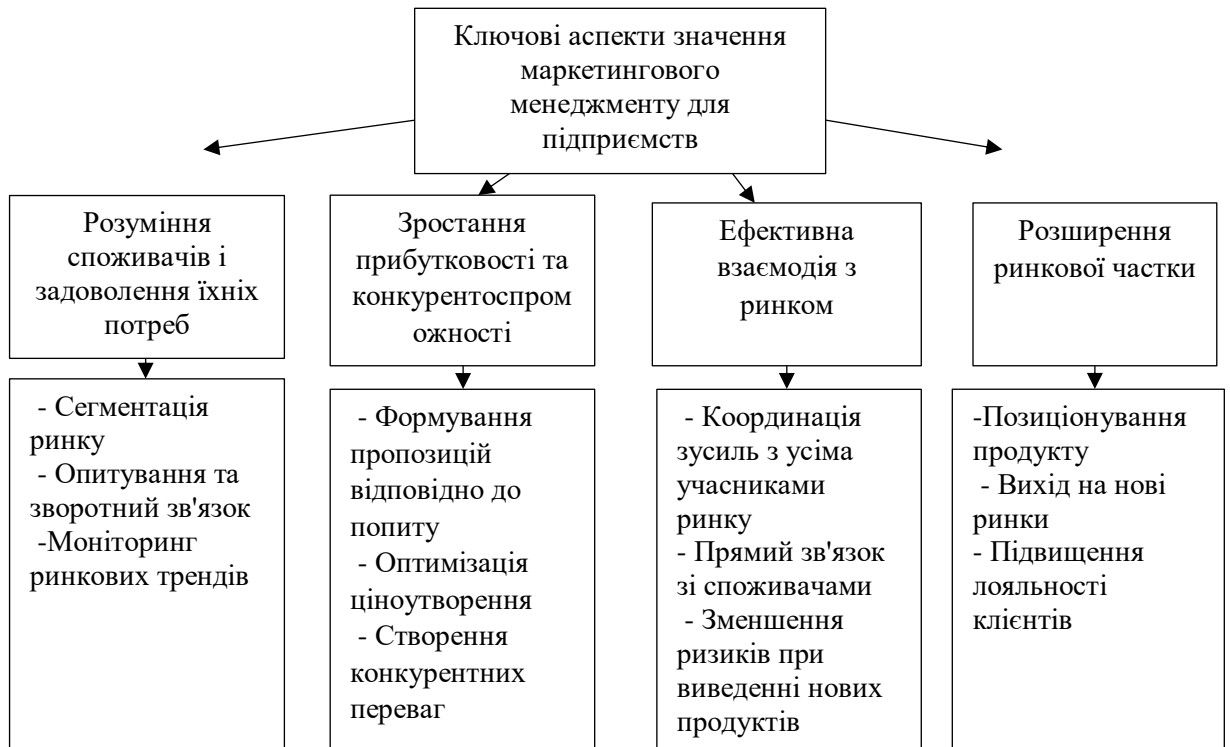 Ключові аспекти значення
маркетингового
менеджменту для
підприємств
Розуміння
споживачів і
задоволення їхніх
потреб
Зростання
прибутковості та
конкурентоспром
ожності
Ефективна
взаємодія з
ринком
Розширення
ринкової частки
- Сегментація
ринку
- Опитування та
зворотний зв'язок
-Моніторинг
ринкових трендів
- Формування
пропозицій
відповідно до
попиту
- Оптимізація
ціноутворення
- Створення
конкурентних
переваг
- Координація
зусиль з усіма
учасниками
ринку
- Прямий зв'язок
зі споживачами
- Зменшення
ризиків при
виведенні нових
продуктів
-Позиціонування
продукту
- Вихід на нові
ринки
- Підвищення
лояльності
клієнтів